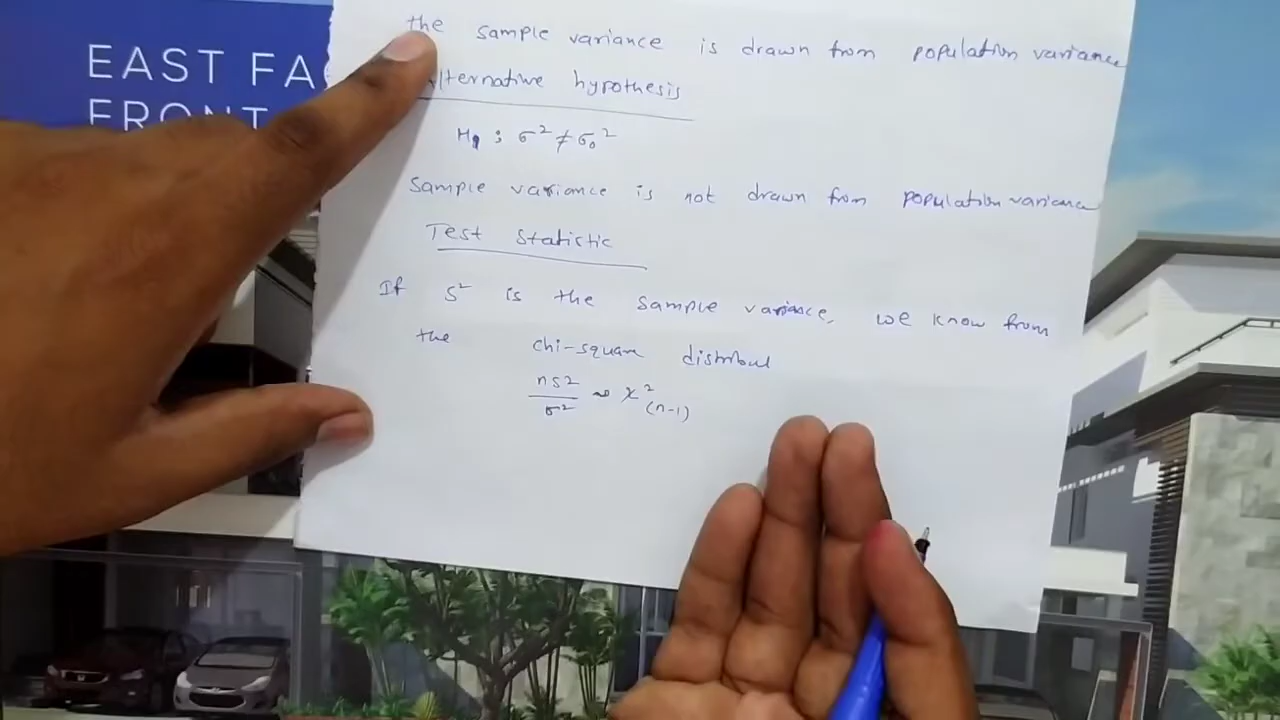 EAST FA
FRONT
the sample variance is drawn from population variance
Alternative hypothesis
H1 : σ² ≠ σ₀²
Sample variance is not drawn from population variance
Test statistic
If s² is the sample variance, we know from
the chi-square distribut
ns²/σ² ~ χ²(n-1)